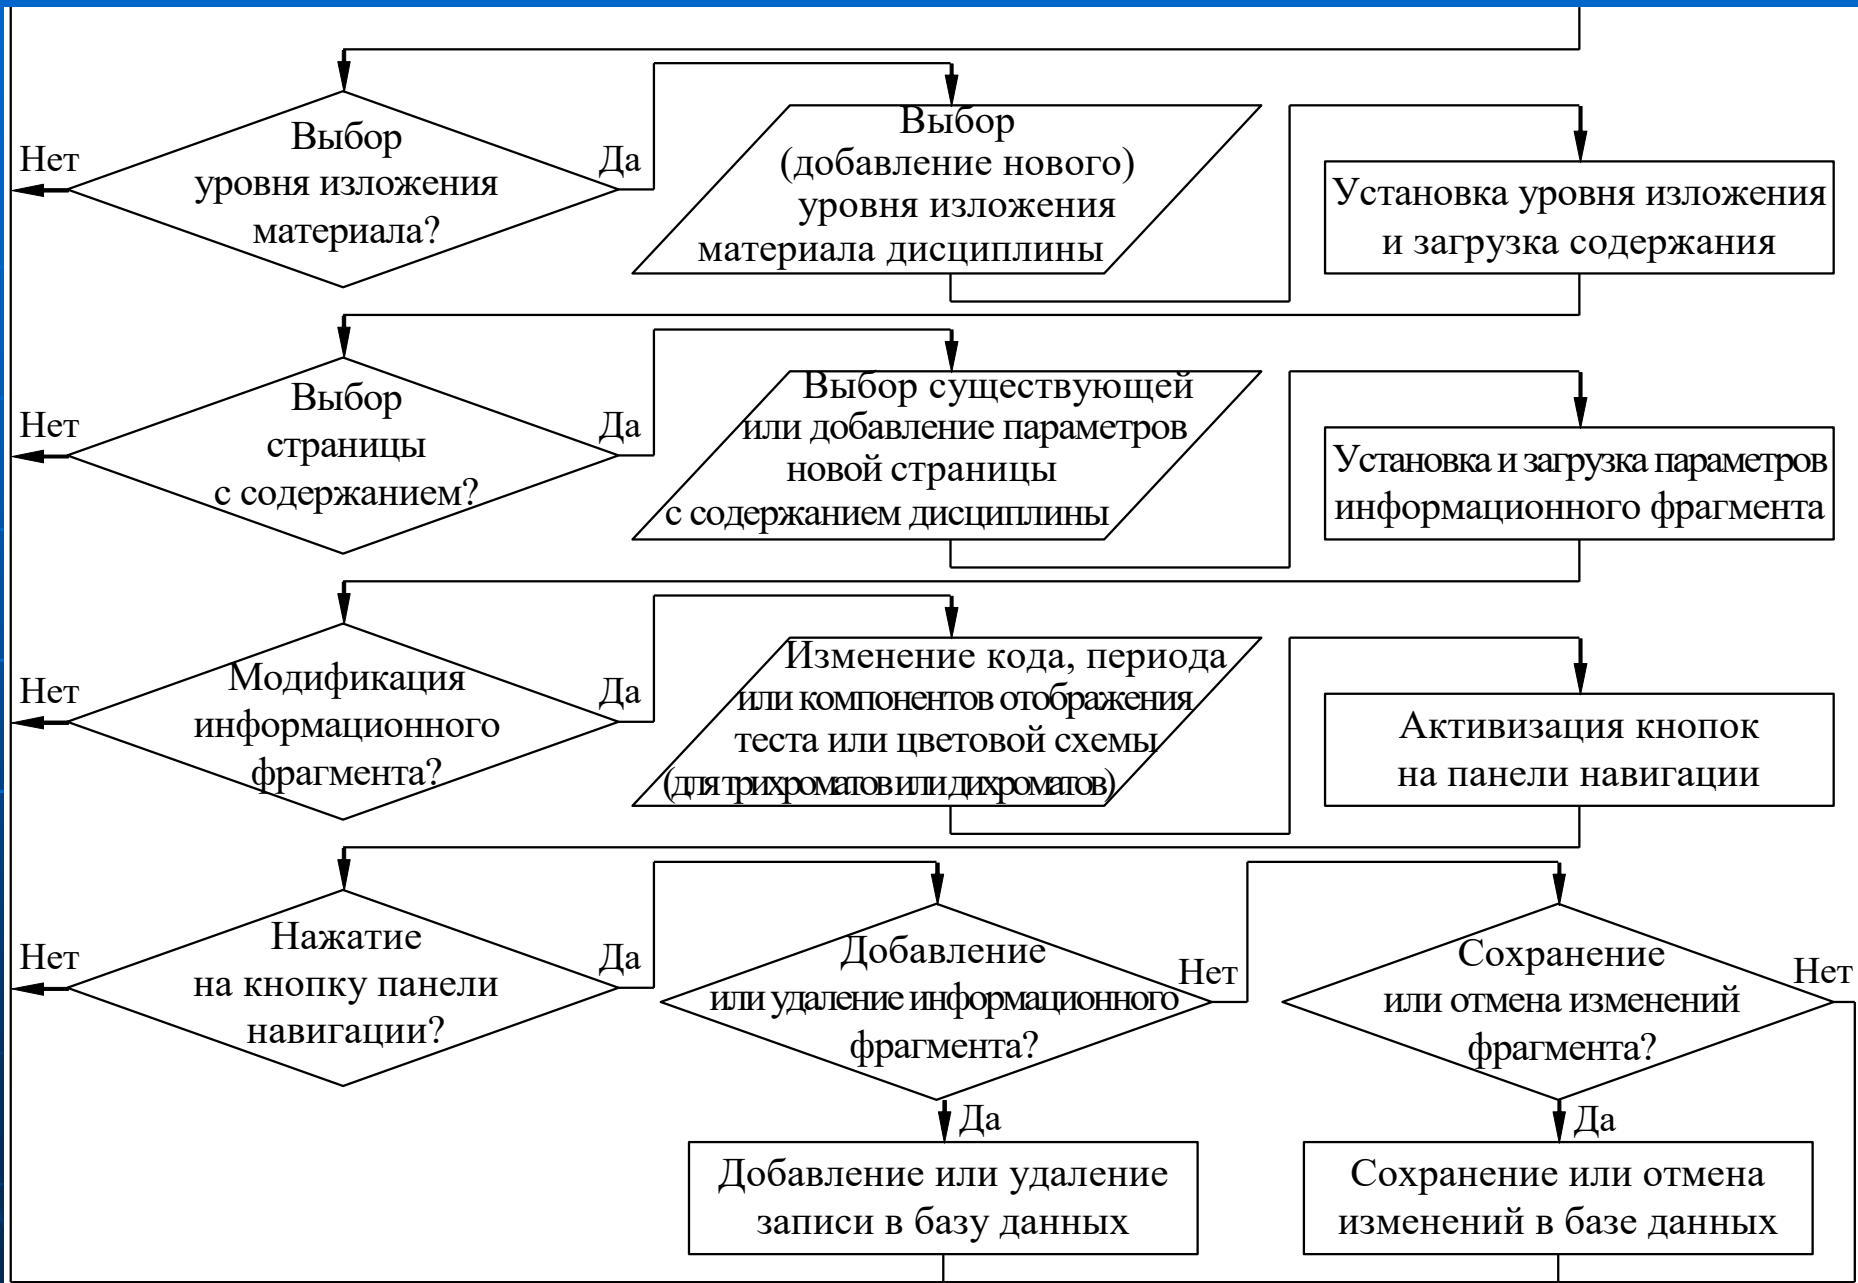 Нет
Выбор
уровня изложения
материала?
Да
Выбор
(добавление нового)
уровня изложения
материала дисциплины
Установка уровня изложения
и загрузка содержания
Нет
Выбор
страницы
с содержанием?
Да
Выбор существующей
или добавление параметров
новой страницы
с содержанием дисциплины
Установка и загрузка параметров
информационного фрагмента
Нет
Модификация
информационного
фрагмента?
Да
Изменение кода, периода
или компонентов отображения
теста или цветовой схемы
(для трихроматов или дихроматов)
Активизация кнопок
на панели навигации
Нет
Нажатие
на кнопку панели
навигации?
Да
Добавление
или удаление информационного
фрагмента?
Нет
Сохранение
или отмена изменений
фрагмента?
Нет
Да
Добавление или удаление
записи в базу данных
Да
Сохранение или отмена
изменений в базе данных